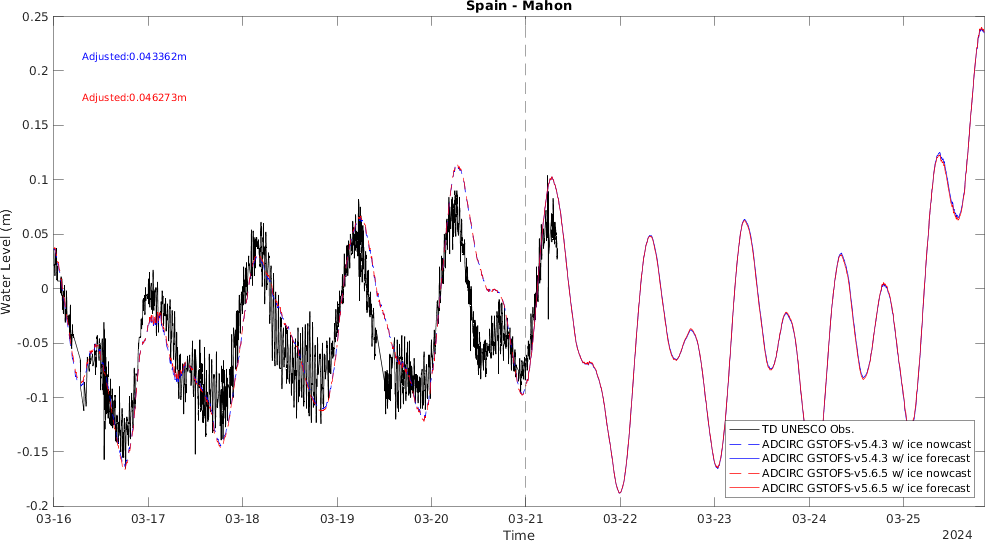 Spain - Mahon
Adjusted:0.043362m
Adjusted:0.046273m
Water Level (m)
0.25
0.2
0.15
0.1
0.05
0
-0.05
-0.1
-0.15
-0.2
TD UNESCO Obs.
ADCIRC GSTOFS-v5.4.3 w/ ice nowcast
ADCIRC GSTOFS-v5.4.3 w/ ice forecast
ADCIRC GSTOFS-v5.6.5 w/ ice nowcast
ADCIRC GSTOFS-v5.6.5 w/ ice forecast
03-16 03-17 03-18 03-19 03-20 03-21 03-22 03-23 03-24 03-25
Time
2024